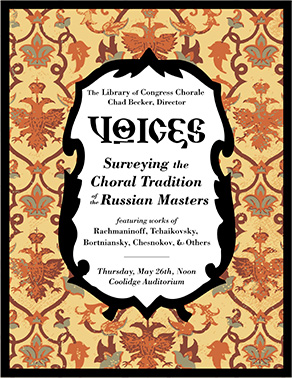 The Library of Congress Chorale
Chad Becker, Director
VOICES
Surveying the
Choral Tradition
of the Russian Masters
featuring works of
Rachmaninoff, Tchaikovsky,
Bortniansky, Chesnokov, & Others
Thursday, May 26th, Noon
Coolidge Auditorium